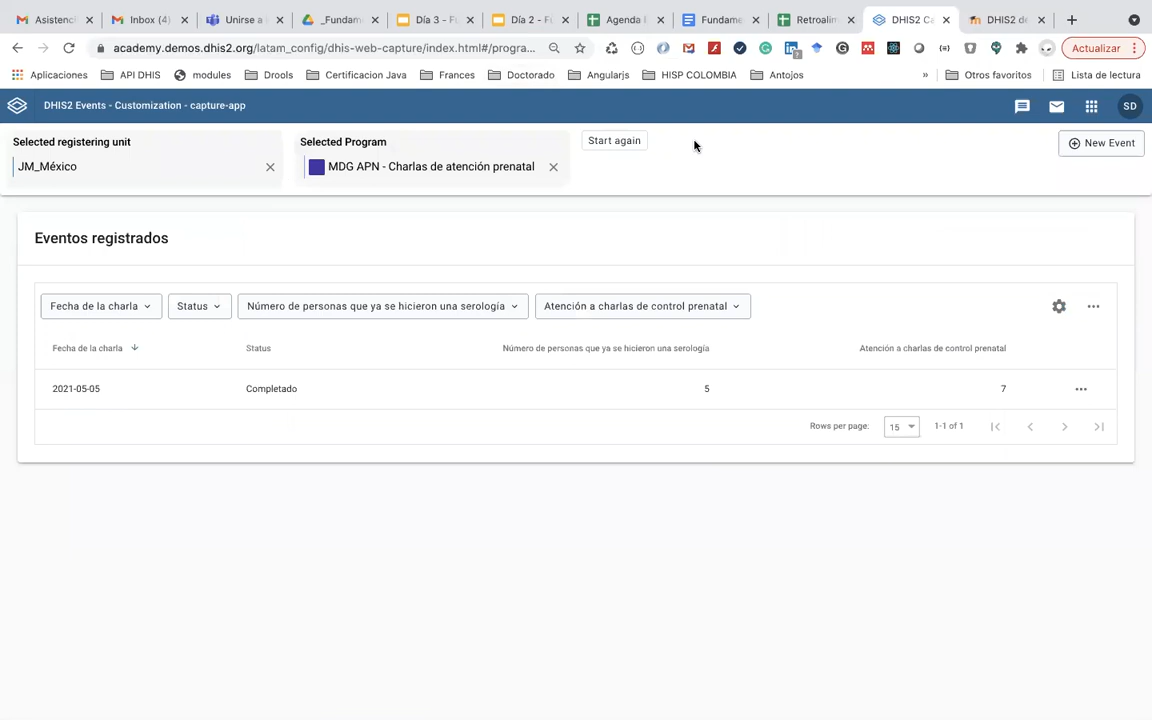 Asistenc
Inbox (4)
Unirse a
_Fundam
Día 3 - F
Día 2 - F
Agenda
Fundame
Retroalim
DHIS2 Ca
DHIS2 de
academy.demos.dhis2.org/latam_config/dhis-web-capture/index.html#/progra...
Actualizar
Aplicaciones
API DHIS
modules
Drools
Certificacion Java
Frances
Doctorado
Angularjs
HISP COLOMBIA
Antojos
»
Otros favoritos
Lista de lectura
DHIS2 Events - Customization - capture-app
SD
Selected registering unit
JM_México
Selected Program
MDG APN - Charlas de atención prenatal
Start again
New Event
Eventos registrados
Fecha de la charla
Status
Número de personas que ya se hicieron una serología
Atención a charlas de control prenatal
Fecha de la charla
Status
Número de personas que ya se hicieron una serología
Atención a charlas de control prenatal
2021-05-05
Completado
5
7
Rows per page:
15
1-1 of 1